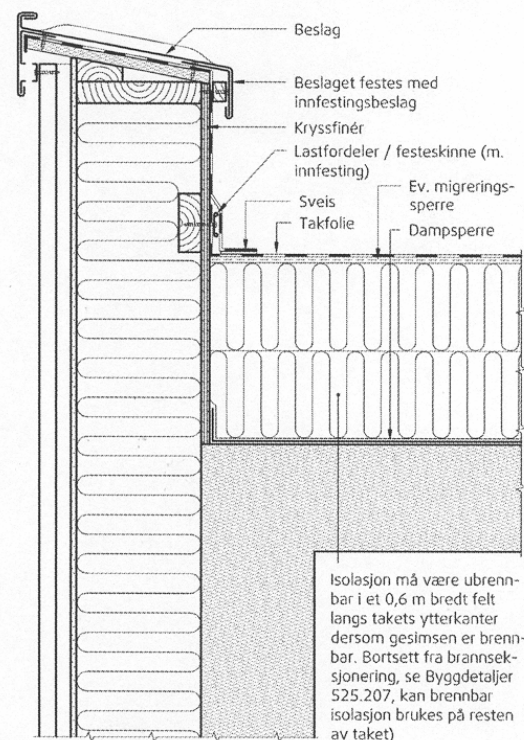 Beslag
Beslaget festes med
innfestingsbeslag
Kryssfinér
Lastfordeler / festeskinne (m.
innfesting)
Sveis
Takfolie
Ev. migrerings-
sperre
Dampsperre
Isolasjon må være ubrenn-
bar i et 0,6 m bredt felt
langs takets ytterkanter
dersom gesimsen er brenn-
bar. Bortsett fra brannsek-
sjonering, se Byggdetaljer
525.207, kan brennbar
isolasjon brukes på resten
av taket)